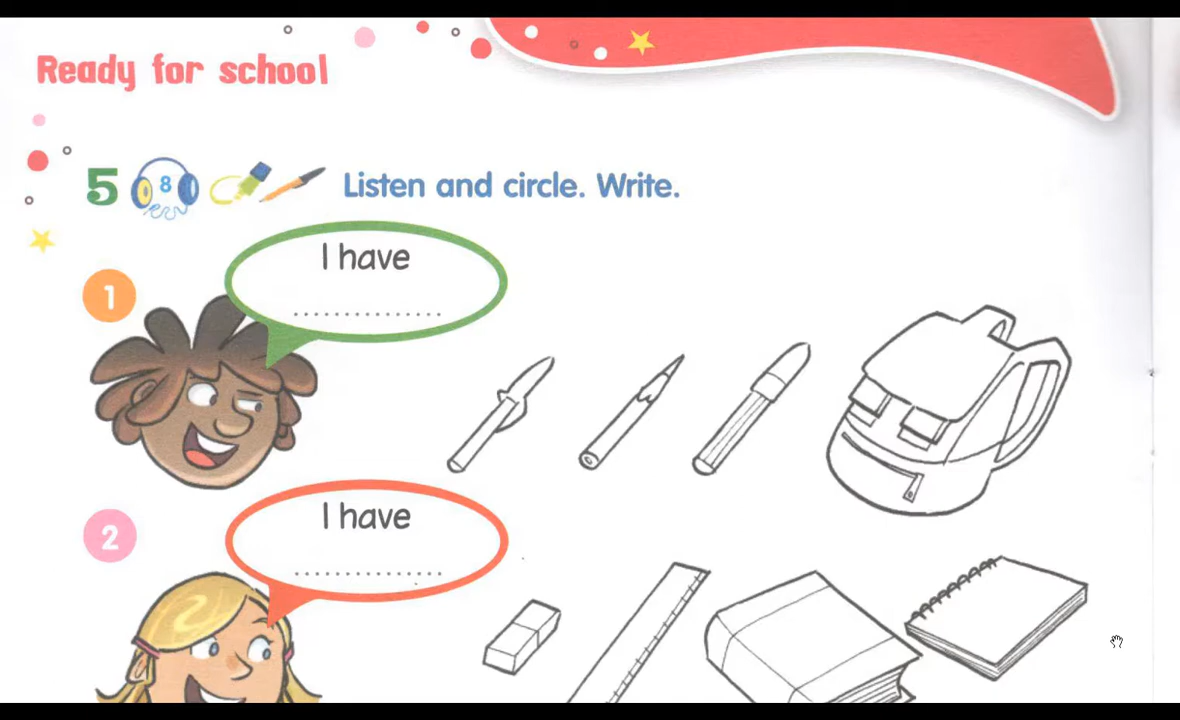 Ready for school
5 8 Listen and circle. Write.
1
I have
...............
2
I have
...............